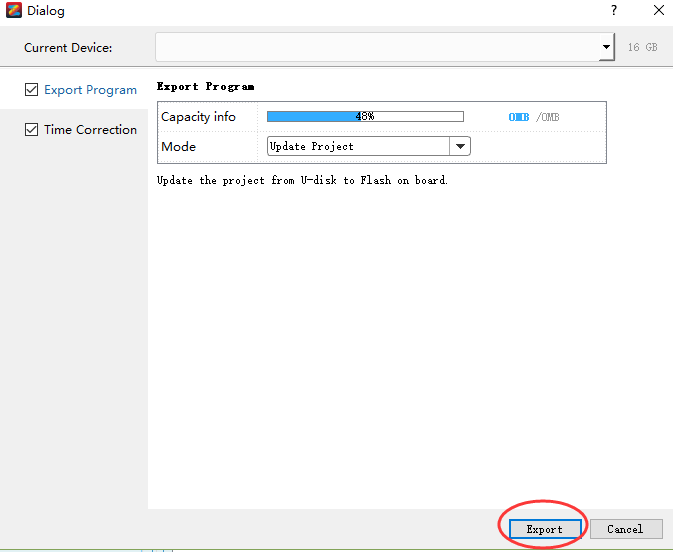 Dialog
?
Current Device:
16 GB
Export Program
Time Correction
Export Program
Capacity info
48%
0MB /0MB
Mode
Update Project
Update the project from U-disk to Flash on board.
Export
Cancel